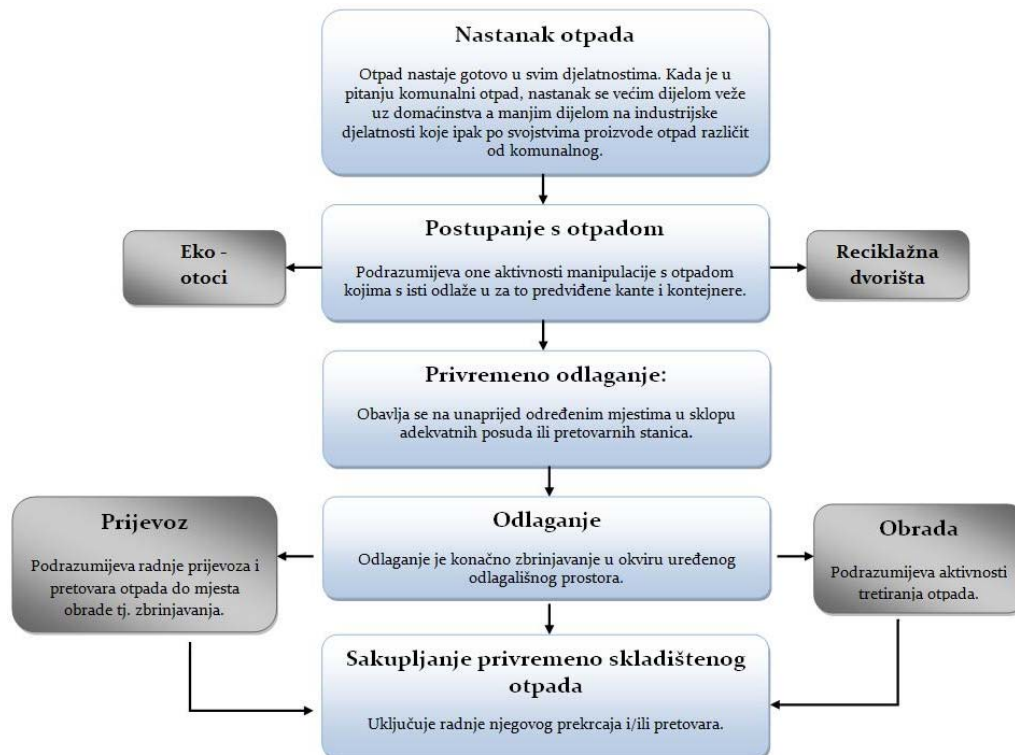 Nastanak otpada
Otpad nastaje gotovo u svim djelatnostima. Kada je u
pitanju komunalni otpad, nastanak se većim dijelom veže
uz domaćinstva a manjim dijelom na industrijske
djelatnosti koje ipak po svojstvima proizvode otpad različit
od komunalnog.
Eko -
otoci
Postupanje s otpadom
Podrazumijeva one aktivnosti manipulacije s otpadom
kojima s isti odlaže u za to predviđene kante i kontejnere.
Reciklažna
dvorišta
Privremeno odlaganje:
Obavlja se na unaprijed određenim mjestima u sklopu
adekvatnih posuda ili pretovarnih stanica.
Prijevoz
Podrazumijeva radnje prijevoza i
pretovara otpada do mjesta
obrade tj. zbrinjavanja.
Odlaganje
Odlaganje je konačno zbrinjavanje u okviru uređenog
odlagališnog prostora.
Obrada
Podrazumijeva aktivnosti
tretiranja otpada.
Sakupljanje privremeno skladištenog
otpada
Uključuje radnje njegovog prekrcaja i/ili pretovara.